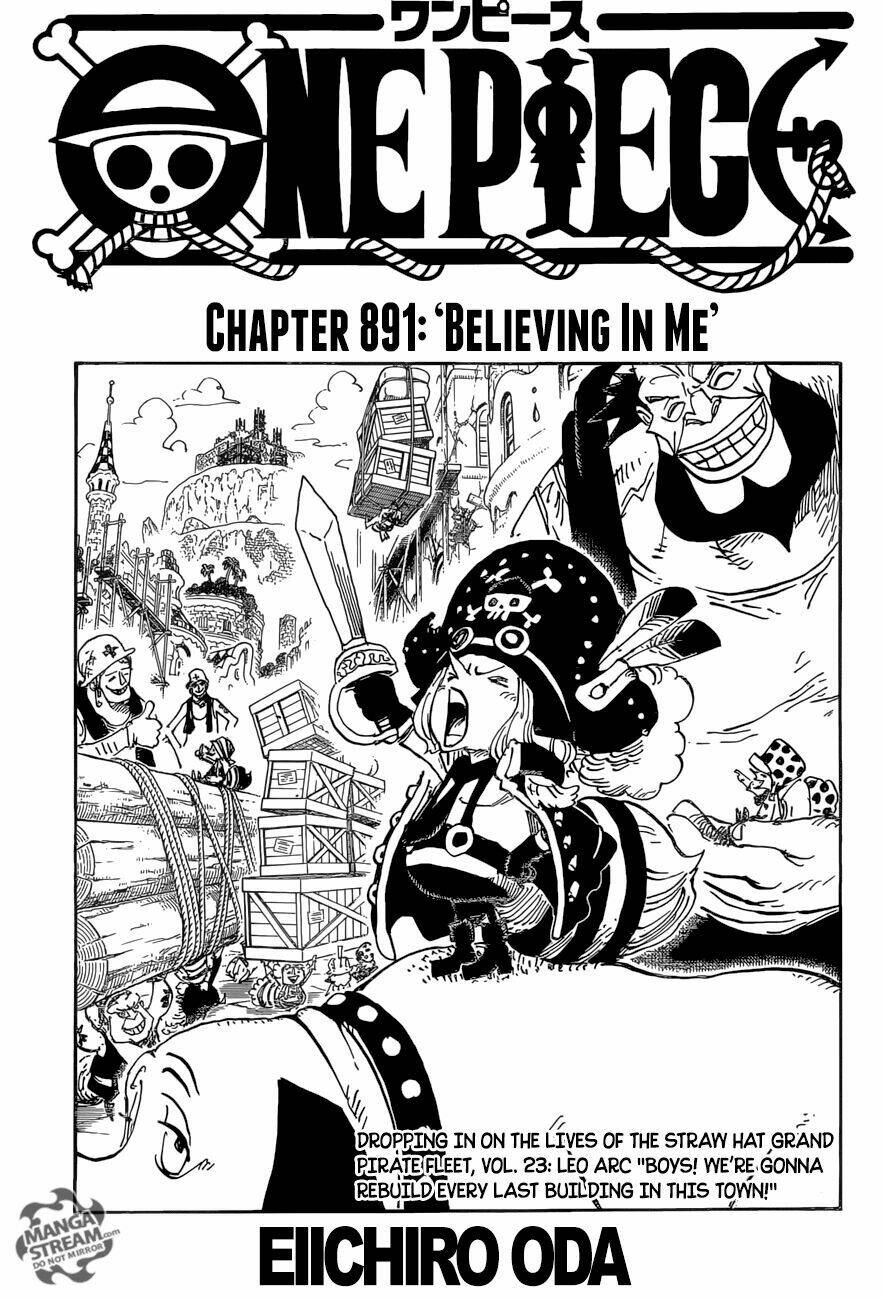 ワンピース
ONE PIECE
CHAPTER 891: ‘BELIEVING IN ME’
DROPPING IN ON THE LIVES OF THE STRAW HAT GRAND
PIRATE FLEET, VOL. 23: LEO ARC "BOYS! WE'RE GONNA
REBUILD EVERY LAST BUILDING IN THIS TOWN!"
MANGA
STREAM.com
DO NOT MIRROR
EIICHIRO ODA